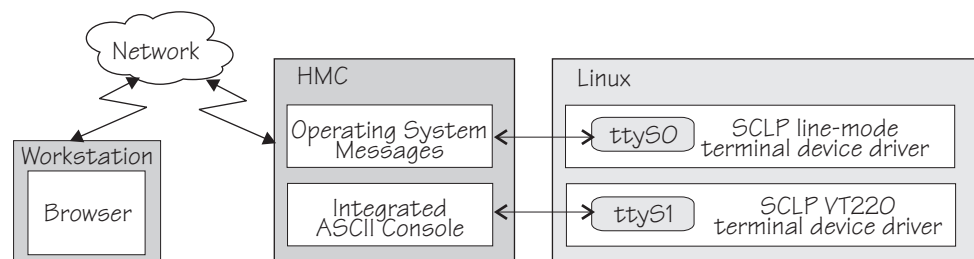 Network
HMC
Linux
Operating System
Messages
ttyS0
SCLP line-mode
terminal device driver
Workstation
Browser
Integrated
ASCII Console
ttyS1
SCLP VT220
terminal device driver